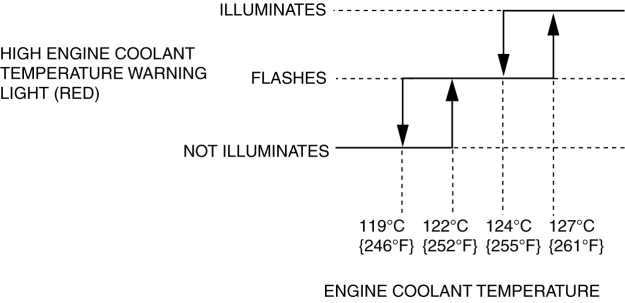 ILLUMINATES
HIGH ENGINE COOLANT
TEMPERATURE WARNING
LIGHT (RED)
FLASHES
NOT ILLUMINATES
119°C 122°C 124°C 127°C
{246°F} {252°F} {255°F} {261°F}
ENGINE COOLANT TEMPERATURE